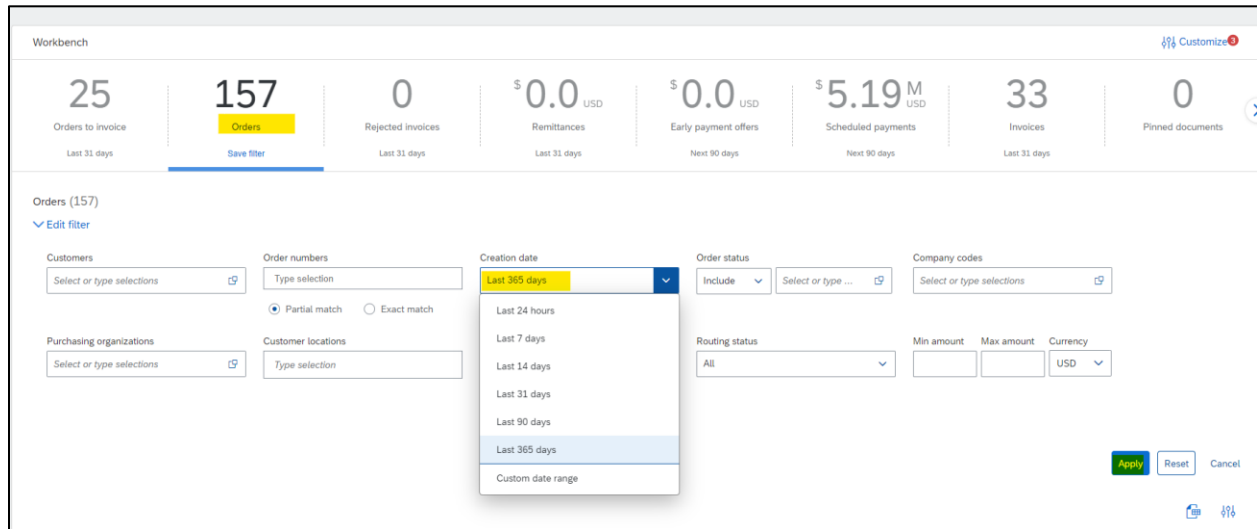 Workbench
Customize 3
25 157 0 $ 0.0 USD $ 0.0 USD $ 5.19 M USD 33 0
Orders to invoice Orders Rejected invoices Remittances Early payment offers Scheduled payments Invoices Pinned documents
Last 31 days Save filter Last 31 days Last 31 days Next 90 days Next 90 days Last 31 days
Orders (157)
Edit filter
Customers Order numbers Creation date Order status Company codes
Select or type selections Type selection Last 365 days Include Select or type ... Select or type selections
Partial match Exact match
Last 24 hours
Last 7 days
Purchasing organizations Customer locations Routing status Min amount Max amount Currency
Select or type selections Type selection Last 14 days All USD
Last 31 days
Last 90 days
Last 365 days
Custom date range
Apply Reset Cancel